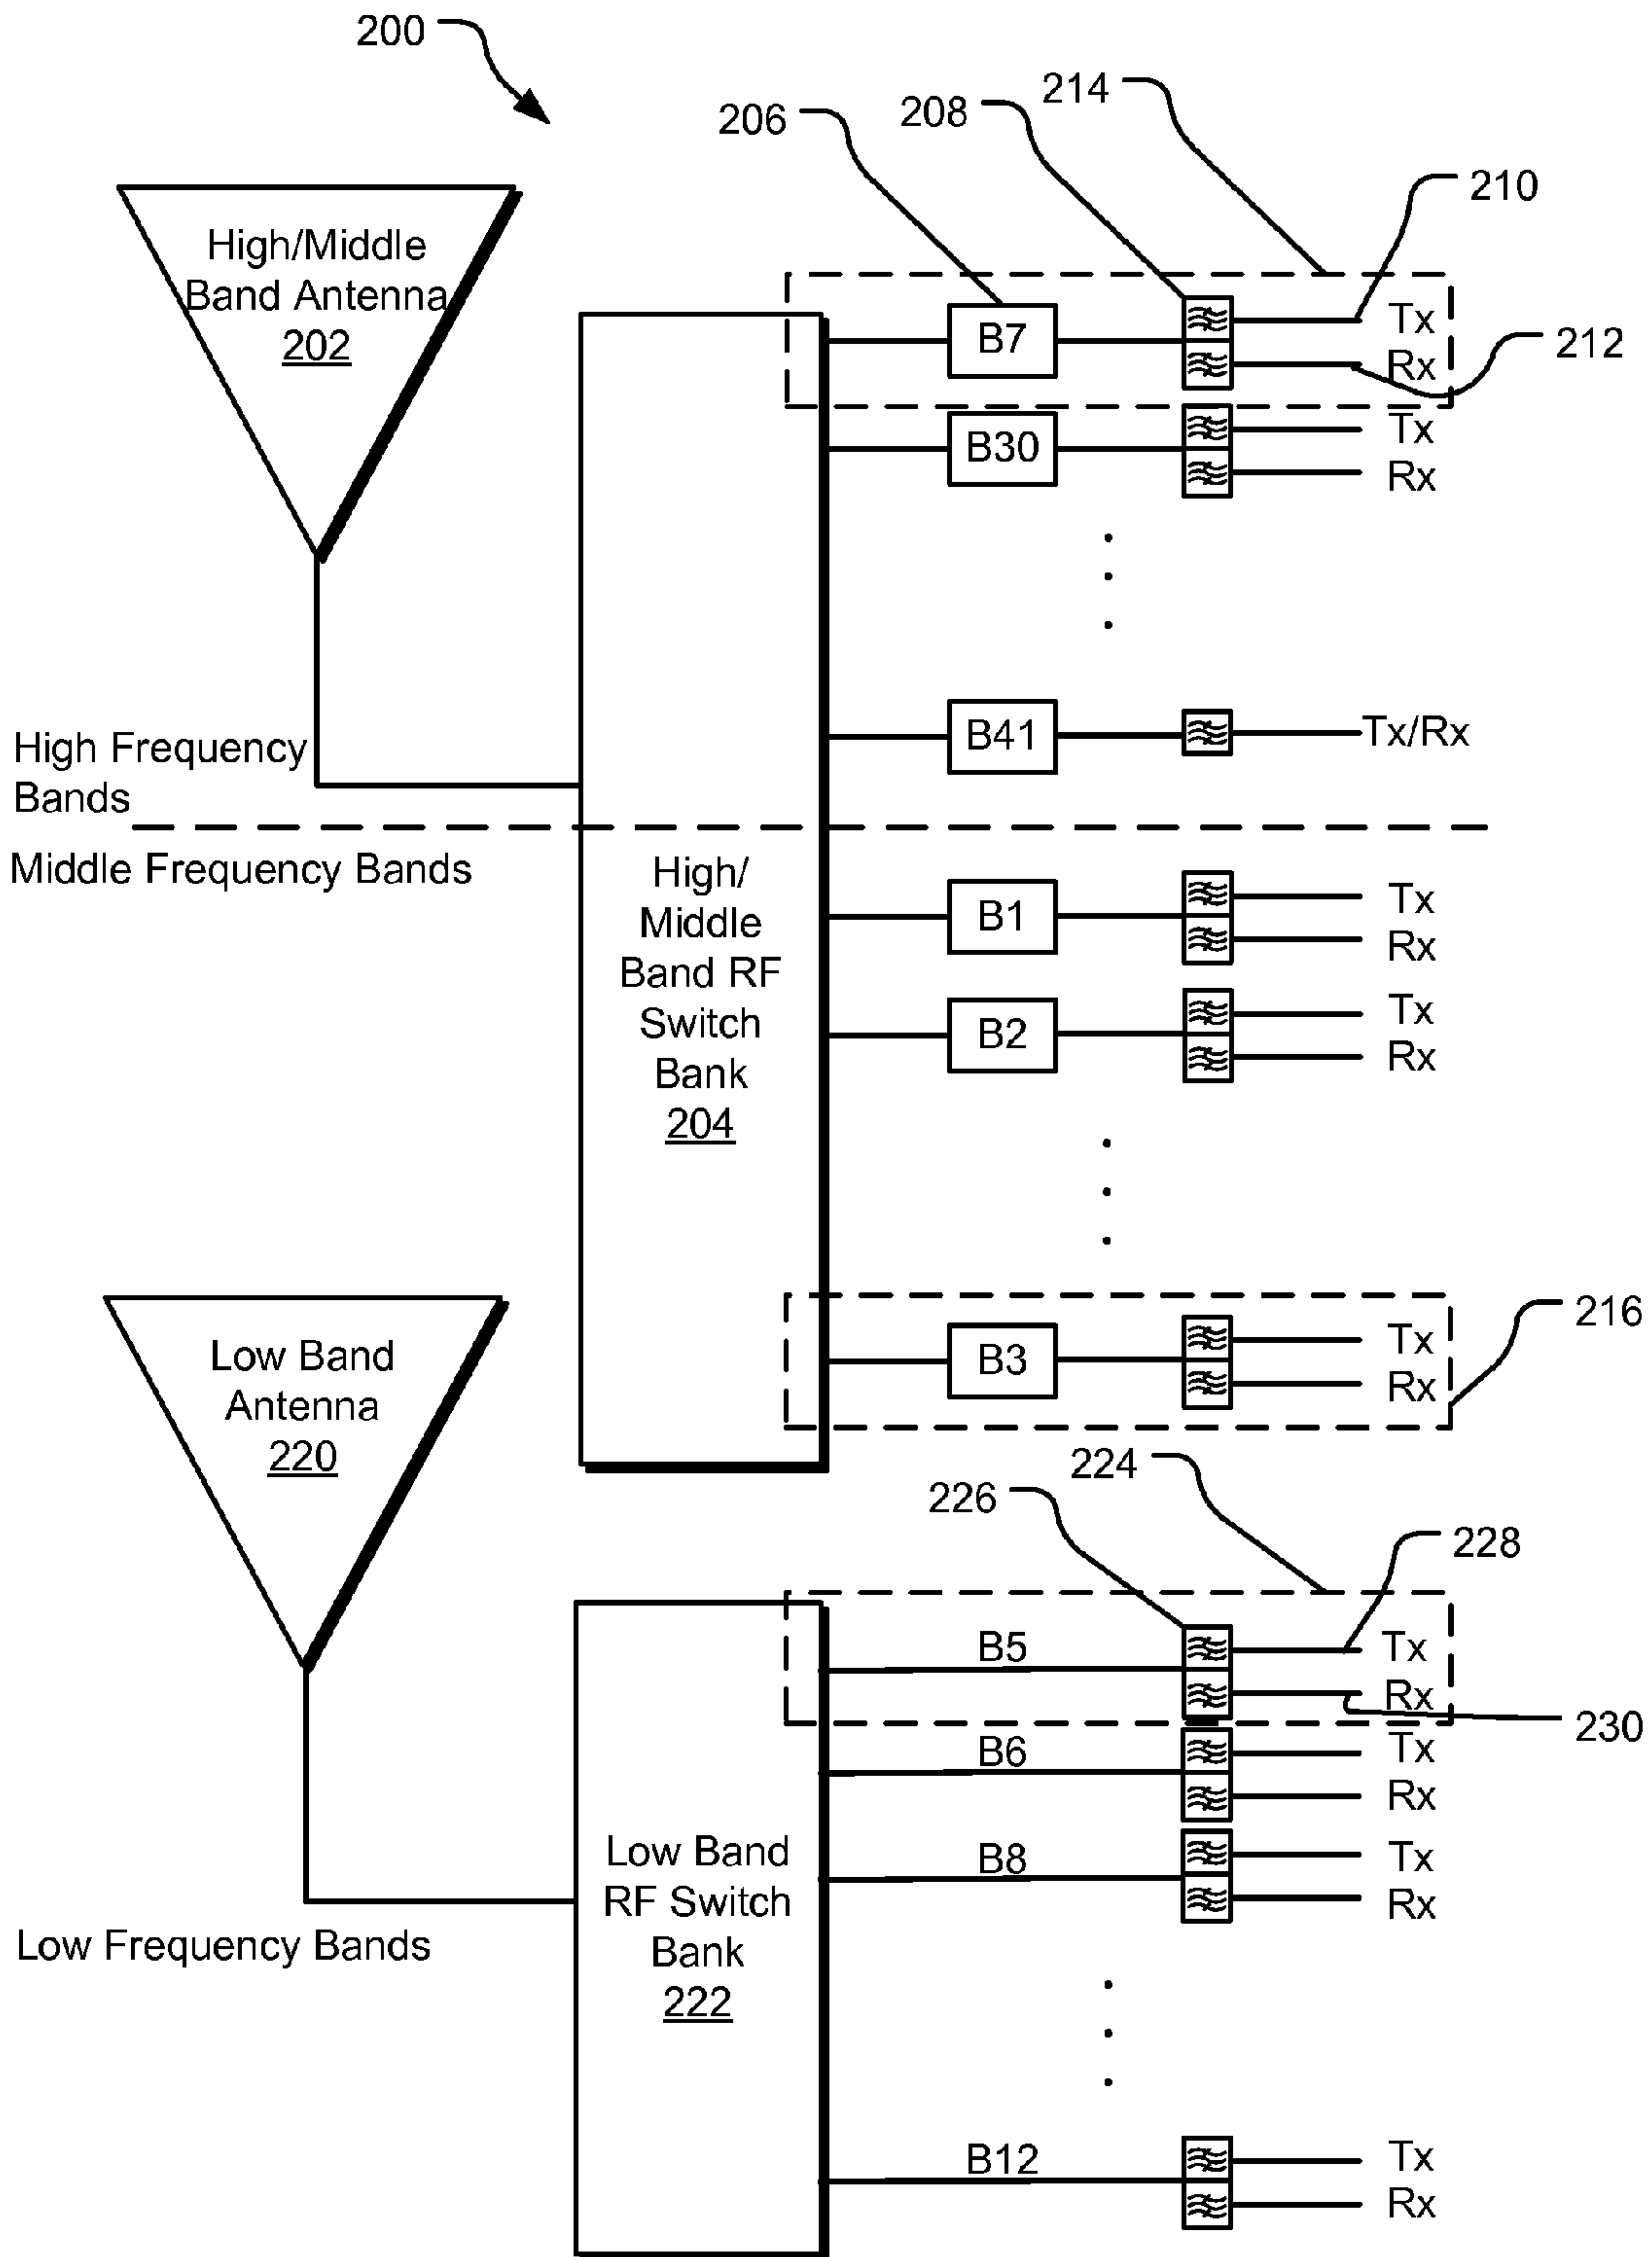 200
206
208
214
210
High/Middle
Band Antenna
202
B7
Tx
Rx
212
B30
Tx
Rx
B41
Tx/Rx
High Frequency
Bands
Middle Frequency Bands
High/
Middle
Band RF
Switch
Bank
204
B1
Tx
Rx
B2
Tx
Rx
B3
Tx
Rx
216
Low Band
Antenna
220
224
226
228
B5
Tx
Rx
230
B6
Tx
Rx
B8
Tx
Rx
Low Band
RF Switch
Bank
222
Low Frequency Bands
B12
Tx
Rx